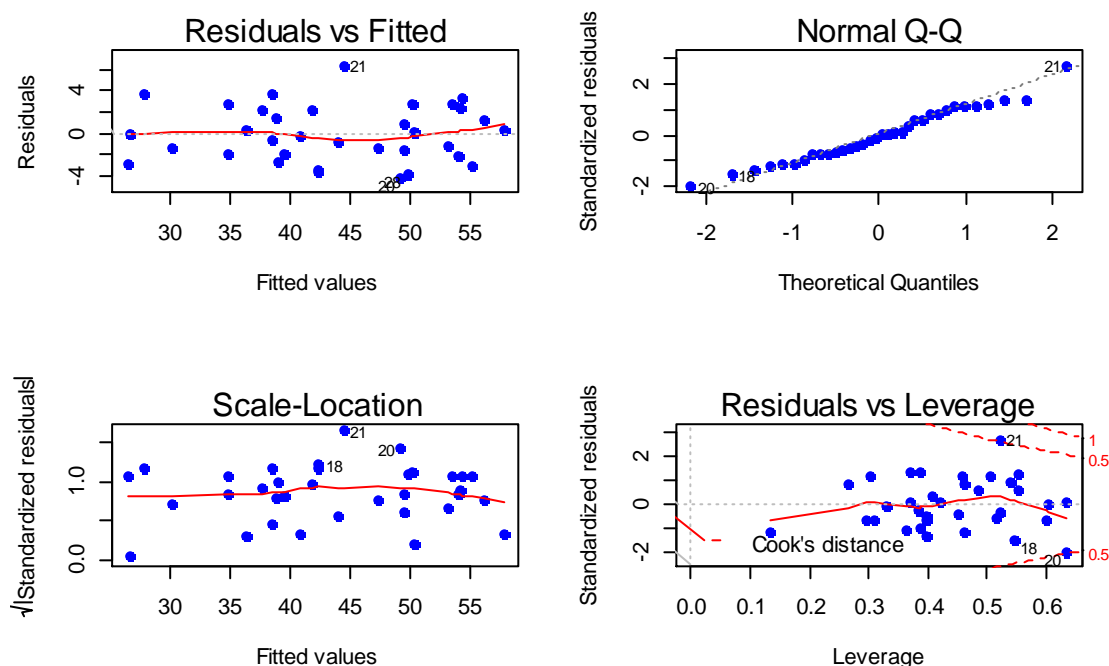 Residuals vs Fitted
Residuals
4
0
-4
21
28
20
30 35 40 45 50 55
Fitted values
Normal Q-Q
Standardized residuals
2
0
-2
21
18
20
-2 -1 0 1 2
Theoretical Quantiles
Scale-Location
√|Standardized residuals|
1.0
0.0
21
20
18
30 35 40 45 50 55
Fitted values
Residuals vs Leverage
Standardized residuals
2
0
-2
21
18
20
1
0.5
0.5
Cook's distance
0.0 0.1 0.2 0.3 0.4 0.5 0.6
Leverage